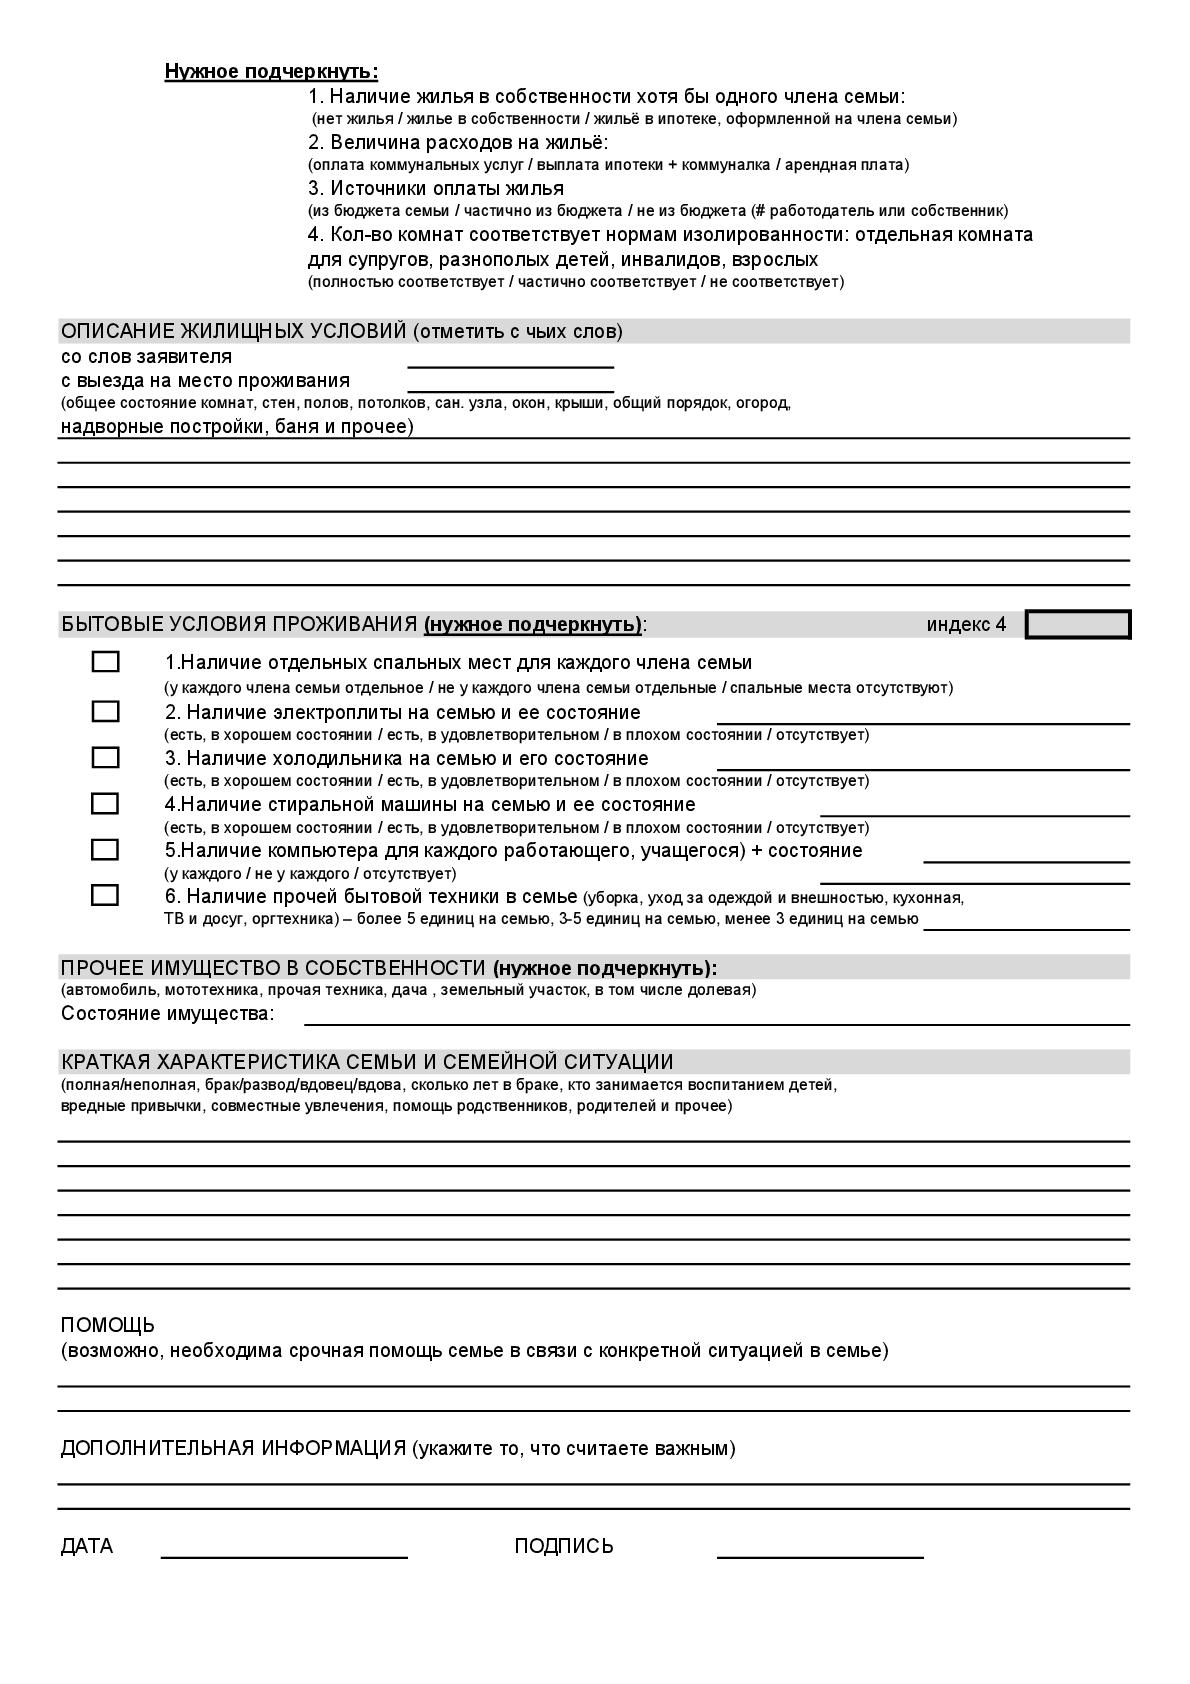 Нужное подчеркнуть:
1. Наличие жилья в собственности хотя бы одного члена семьи:
(нет жилья / жилье в собственности / жильё в ипотеке, оформленной на члена семьи)
2. Величина расходов на жильё:
(оплата коммунальных услуг / выплата ипотеки + коммуналка / арендная плата)
3. Источники оплаты жилья
(из бюджета семьи / частично из бюджета / не из бюджета (# работодатель или собственник)
4. Кол-во комнат соответствует нормам изолированности: отдельная комната
для супругов, разнополых детей, инвалидов, взрослых
(полностью соответствует / частично соответствует / не соответствует)
ОПИСАНИЕ ЖИЛИЩНЫХ УСЛОВИЙ (отметить с чьих слов)
со слов заявителя
с выезда на место проживания
(общее состояние комнат, стен, полов, потолков, сан. узла, окон, крыши, общий порядок, огород,
надворные постройки, баня и прочее)
БЫТОВЫЕ УСЛОВИЯ ПРОЖИВАНИЯ (нужное подчеркнуть): индекс 4
1.Наличие отдельных спальных мест для каждого члена семьи
(у каждого члена семьи отдельное / не у каждого члена семьи отдельные / спальные места отсутствуют)
2. Наличие электроплиты на семью и ее состояние
(есть, в хорошем состоянии / есть, в удовлетворительном / в плохом состоянии / отсутствует)
3. Наличие холодильника на семью и его состояние
(есть, в хорошем состоянии / есть, в удовлетворительном / в плохом состоянии / отсутствует)
4.Наличие стиральной машины на семью и ее состояние
(есть, в хорошем состоянии / есть, в удовлетворительном / в плохом состоянии / отсутствует)
5.Наличие компьютера для каждого работающего, учащегося) + состояние
(у каждого / не у каждого / отсутствует)
6. Наличие прочей бытовой техники в семье (уборка, уход за одеждой и внешностью, кухонная,
ТВ и досуг, оргтехника) – более 5 единиц на семью, 3-5 единиц на семью, менее 3 единиц на семью
ПРОЧЕЕ ИМУЩЕСТВО В СОБСТВЕННОСТИ (нужное подчеркнуть):
(автомобиль, мототехника, прочая техника, дача , земельный участок, в том числе долевая)
Состояние имущества:
КРАТКАЯ ХАРАКТЕРИСТИКА СЕМЬИ И СЕМЕЙНОЙ СИТУАЦИИ
(полная/неполная, брак/развод/вдовец/вдова, сколько лет в браке, кто занимается воспитанием детей,
вредные привычки, совместные увлечения, помощь родственников, родителей и прочее)
ПОМОЩЬ
(возможно, необходима срочная помощь семье в связи с конкретной ситуацией в семье)
ДОПОЛНИТЕЛЬНАЯ ИНФОРМАЦИЯ (укажите то, что считаете важным)
ДАТА ПОДПИСЬ